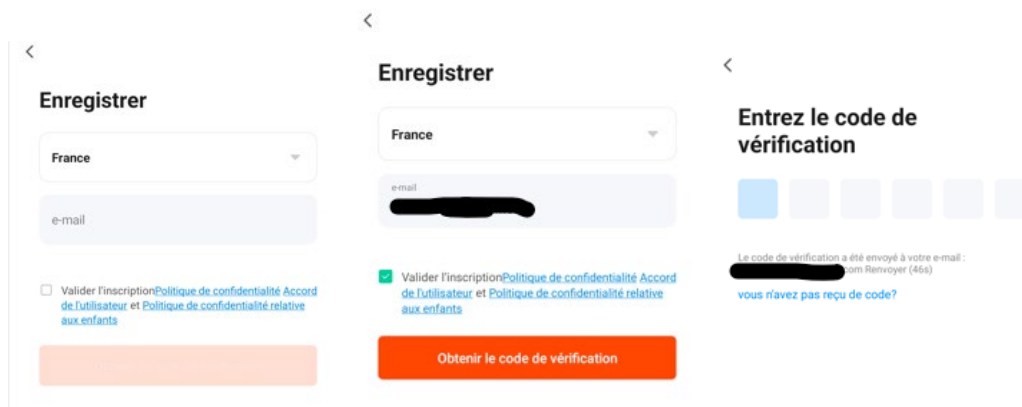 Enregistrer
France
e-mail
Valider l'inscriptionPolitique de confidentialité Accord
de l'utilisateur et Politique de confidentialité relative
aux enfants
Enregistrer
France
e-mail
Valider l'inscriptionPolitique de confidentialité Accord
de l'utilisateur et Politique de confidentialité relative
aux enfants
Obtenir le code de vérification
Entrez le code de
vérification
Le code de vérification a été envoyé à votre e-mail :
com Renvoyer (46s)
vous n'avez pas reçu de code?